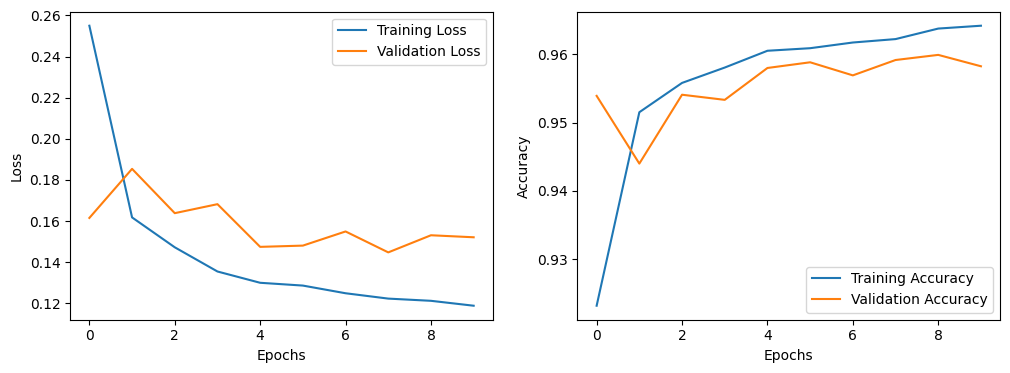 0.26
0.24
0.22
0.20
0.18
0.16
0.14
0.12
Loss
0 2 4 6 8
Epochs
Training Loss
Validation Loss
0.96
0.95
0.94
0.93
Accuracy
0 2 4 6 8
Epochs
Training Accuracy
Validation Accuracy